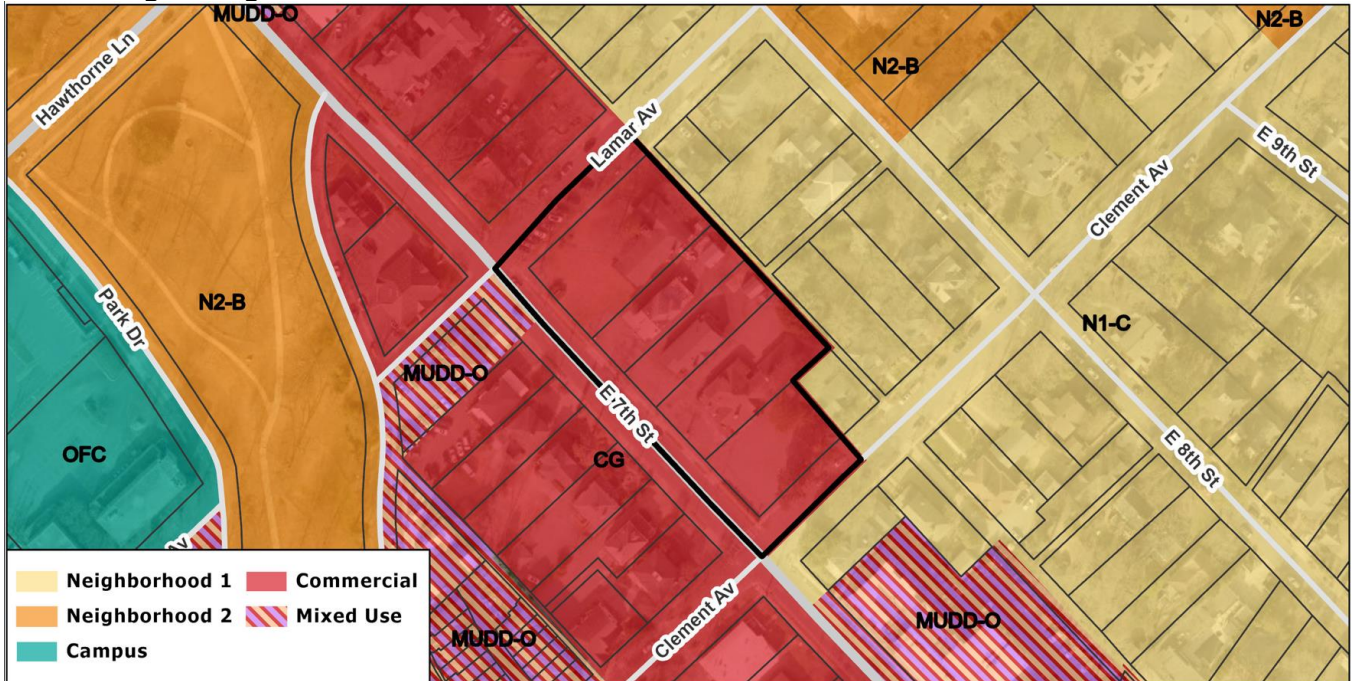 MUDD-O
N2-B
Hawthorne Ln
N2-B
Lamar Av
E 9th St
Clement Av
Park Dr
N2-B
N1-C
MUDD-O
E 7th St
OFC
CG
E 8th St
Av
Neighborhood 1
Commercial
Neighborhood 2
Mixed Use
Campus
MUDD-O
Clement Av
MUDD-O